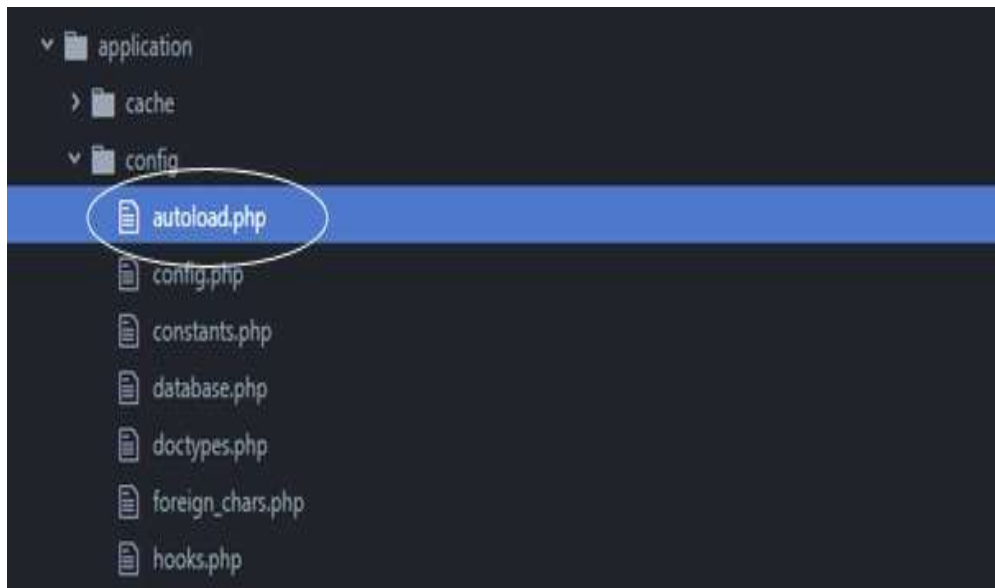 application
cache
config
autoload.php
config.php
constants.php
database.php
doctypes.php
foreign_chars.php
hooks.php